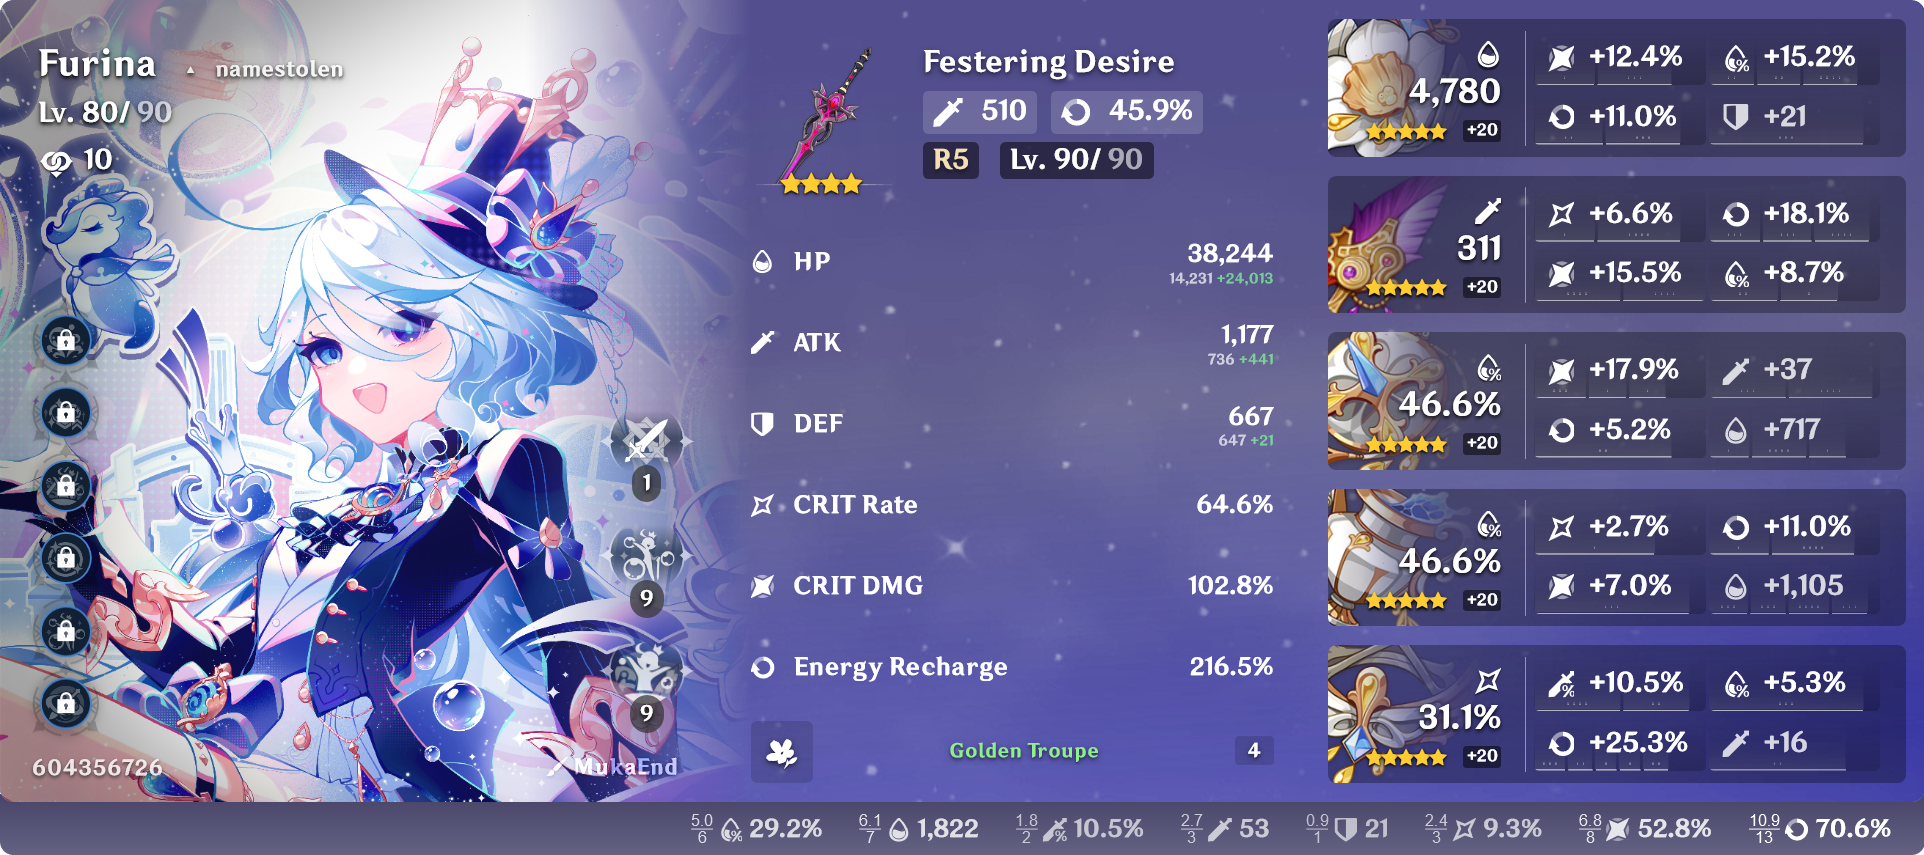 Furina ▲ namestolen
Lv. 80/ 90
10
1
9
9
604356726
MukaEnd
Festering Desire
510 45.9%
R5 Lv. 90/ 90
HP 38,244
14,231 +24,013
ATK 1,177
736 +441
DEF 667
647 +21
CRIT Rate 64.6%
CRIT DMG 102.8%
Energy Recharge 216.5%
Golden Troupe 4
4,780
+20
+12.4% +15.2%
+11.0% +21
311
+20
+6.6% +18.1%
+15.5% +8.7%
46.6%
+20
+17.9% +37
+5.2% +717
46.6%
+20
+2.7% +11.0%
+7.0% +1,105
31.1%
+20
+10.5% +5.3%
+25.3% +16
5.0/6 29.2% 6.1/7 1,822 1.8/2 10.5% 2.7/3 53 0.9/1 21 2.4/3 9.3% 6.8/8 52.8% 10.9/13 70.6%